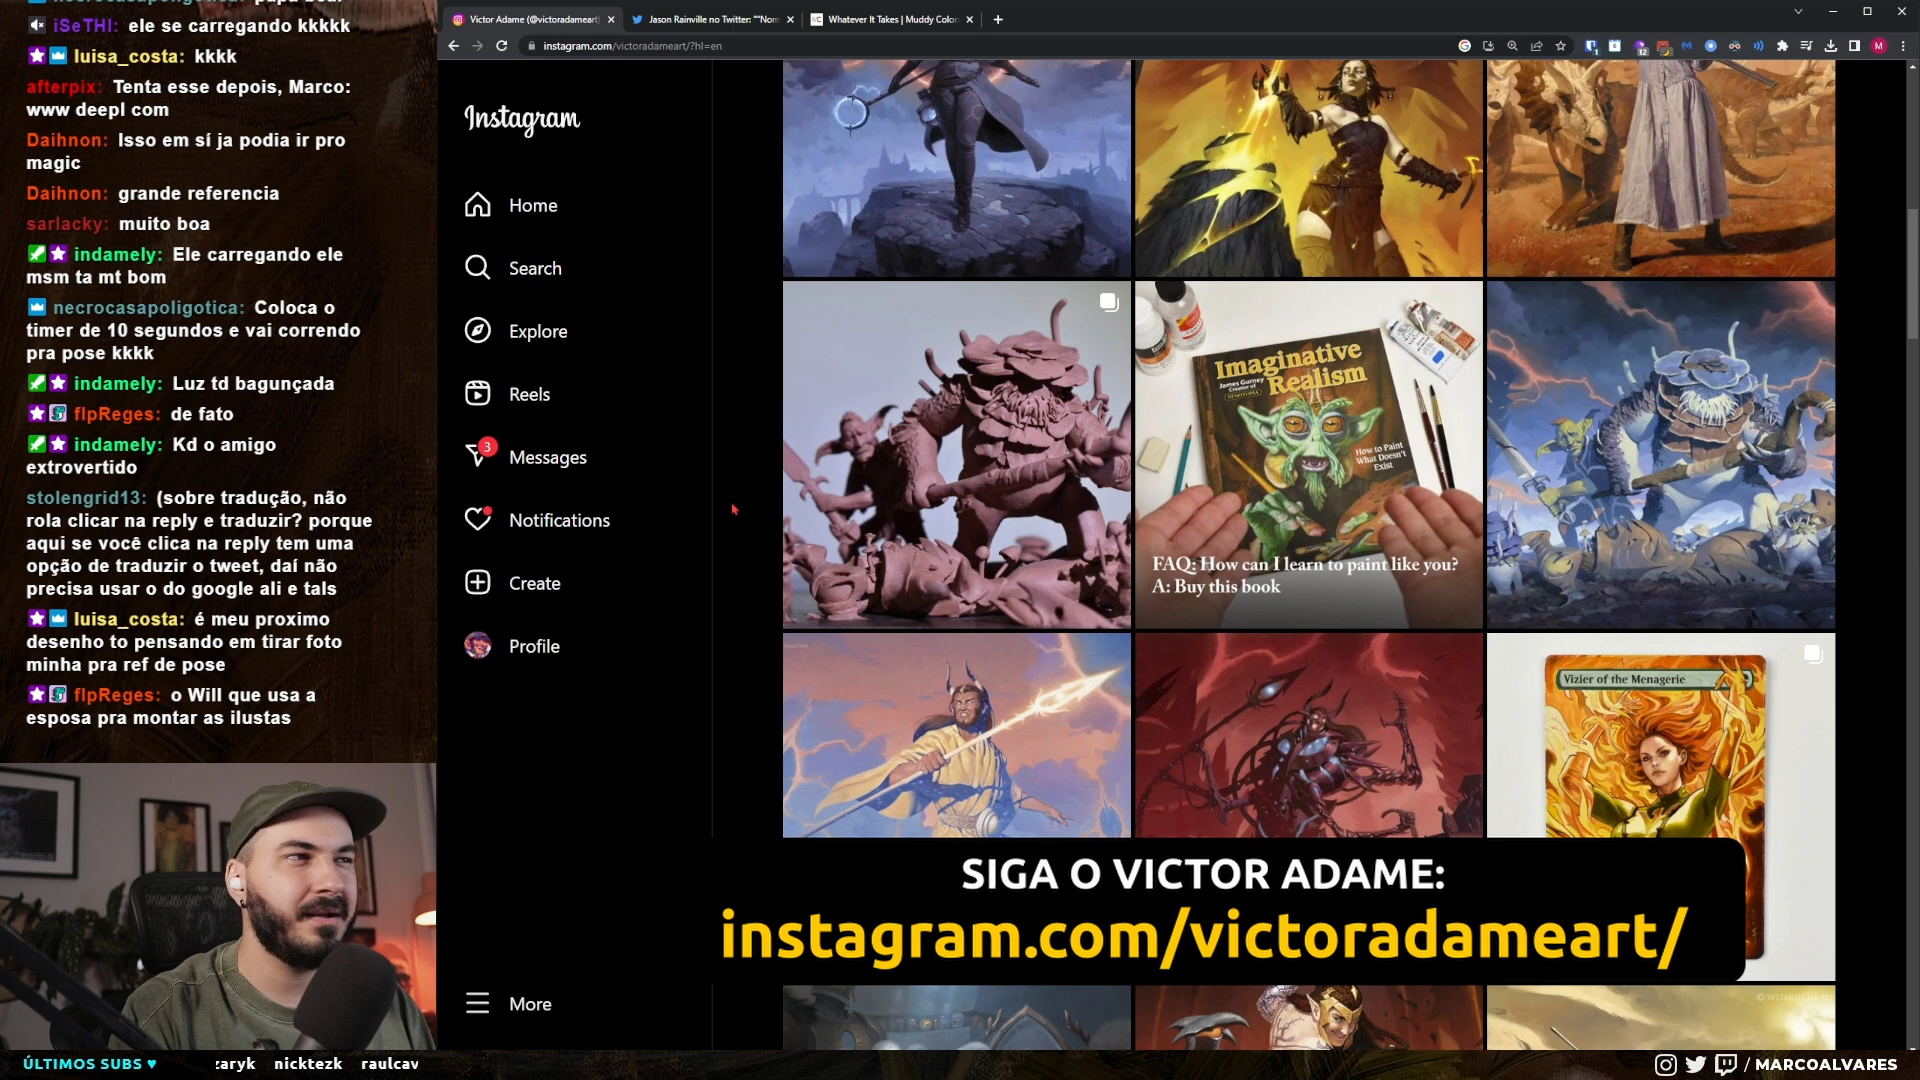 iSeTHl: ele se carregando kkkkk
luisa_costa: kkkk
afterpix: Tenta esse depois, Marco:
www deepl com
Daihnon: Isso em sí ja podia ir pro
magic
Daihnon: grande referencia
sarlacky: muito boa
indamely: Ele carregando ele
msm ta mt bom
necrocasapoligotica: Coloca o
timer de 10 segundos e vai correndo
pra pose kkkk
indamely: Luz td bagunçada
flpReges: de fato
indamely: Kd o amigo
extrovertido
stolengrid13: (sobre tradução, não
rola clicar na reply e traduzir? porque
aqui se você clica na reply tem uma
opção de traduzir o tweet, daí não
precisa usar o do google ali e tals
luisa_costa: é meu proximo
desenho to pensando em tirar foto
minha pra ref de pose
flpReges: o Will que usa a
esposa pra montar as ilustas
Victor Adame (@victoradameart)
Jason Rainville no Twitter: ""Non
Whatever It Takes | Muddy Color
instagram.com/victoradameart/?hl=en
12
M
Instagram
Home
Search
Explore
Reels
3
Messages
Notifications
Create
Profile
More
Imaginative
Realism
James Gurney
Creator of
DINOTOPIA
How to Paint
What Doesn't
Exist
FAQ: How can I learn to paint like you?
A: Buy this book
Vizier of the Menagerie
SIGA O VICTOR ADAME:
instagram.com/victoradameart/
ÚLTIMOS SUBS ♥
zaryk nicktezk raulcav
/ MARCOALVARES